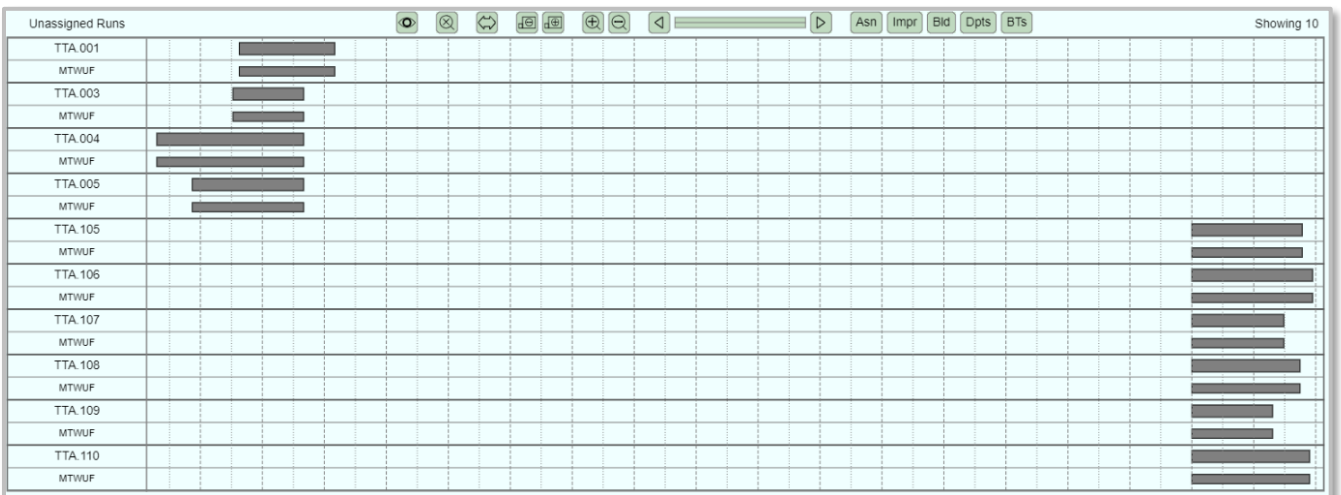 Unassigned Runs Asn Impr Bld Dpts BTs Showing 10
TTA.001
MTWUF
TTA.003
MTWUF
TTA.004
MTWUF
TTA.005
MTWUF
TTA.105
MTWUF
TTA.106
MTWUF
TTA.107
MTWUF
TTA.108
MTWUF
TTA.109
MTWUF
TTA.110
MTWUF